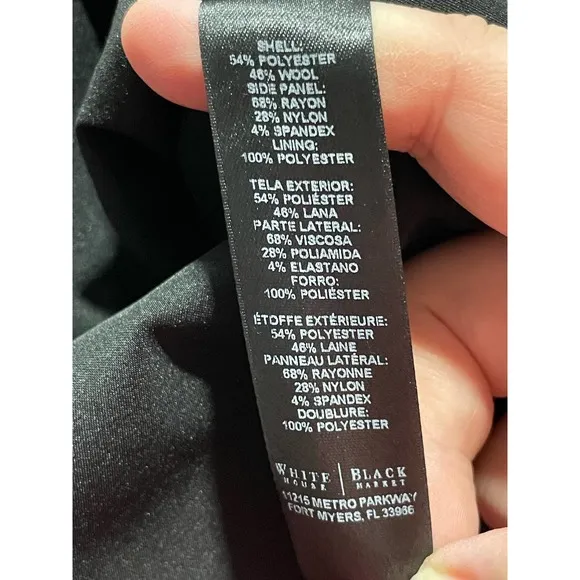 SHELL:
54% POLYESTER
46% WOOL
SIDE PANEL:
68% RAYON
28% NYLON
4% SPANDEX
LINING:
100% POLYESTER
TELA EXTERIOR:
54% POLIÉSTER
46% LANA
PARTE LATERAL:
68% VISCOSA
28% POLIAMIDA
4% ELASTANO
FORRO:
100% POLIÉSTER
ÉTOFFE EXTÉRIEURE:
54% POLYESTER
46% LAINE
PANNEAU LATÉRAL:
68% RAYONNE
28% NYLON
4% SPANDEX
DOUBLURE:
100% POLYESTER
WHITE | BLACK
HOUSE | MARKET
11215 METRO PARKWAY
FORT MYERS, FL 33966